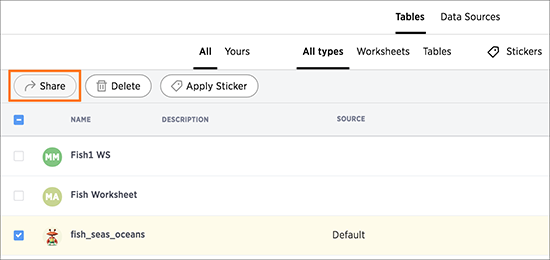 Tables Data Sources
All Yours All types Worksheets Tables Stickers
Share Delete Apply Sticker
NAME DESCRIPTION SOURCE
MM Fish1 WS
MA Fish Worksheet
fish_seas_oceans Default